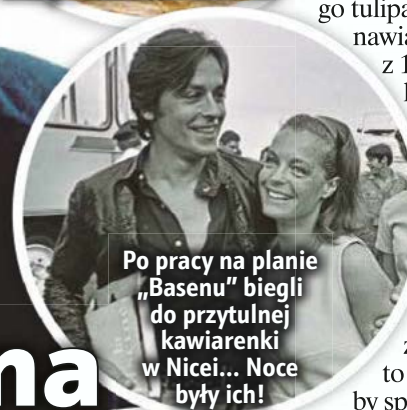 go tulipa
nawia
z 1
Po pracy na planie
„Basenu” biegli
do przytulnej
kawiarenki
w Nicei... Noce
były ich!
na
z
to
by sp